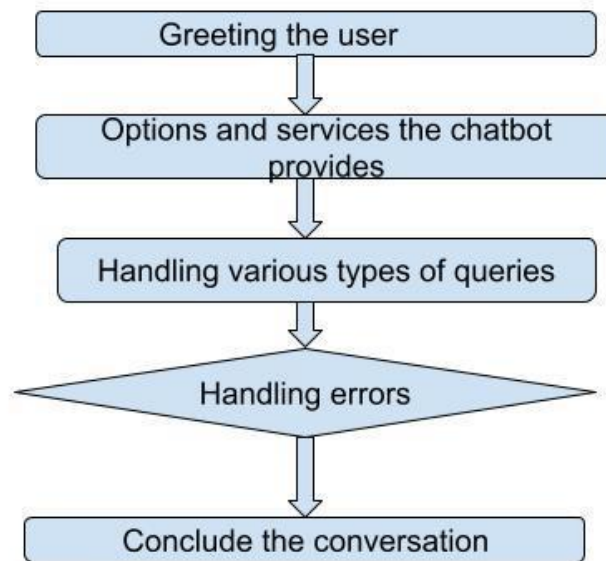 Greeting the user
Options and services the chatbot
provides
Handling various types of queries
Handling errors
Conclude the conversation